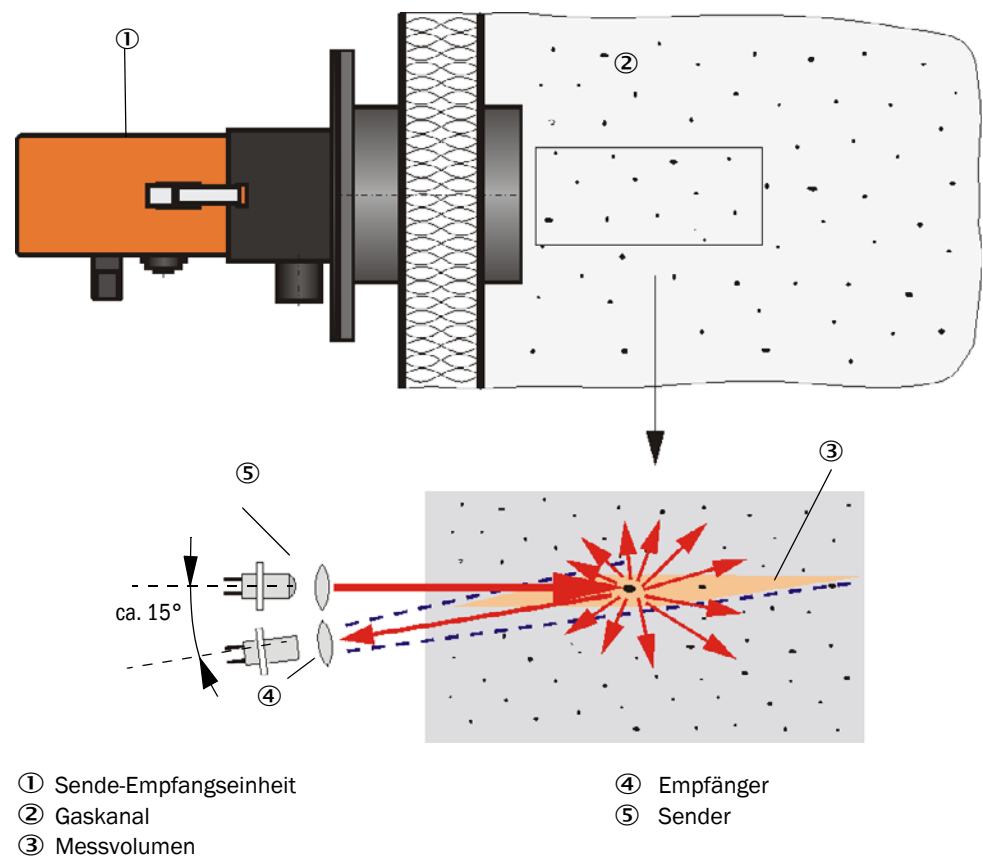 ①
②
③
⑤
ca. 15°
④
① Sende-Empfangseinheit
② Gaskanal
③ Messvolumen
④ Empfänger
⑤ Sender